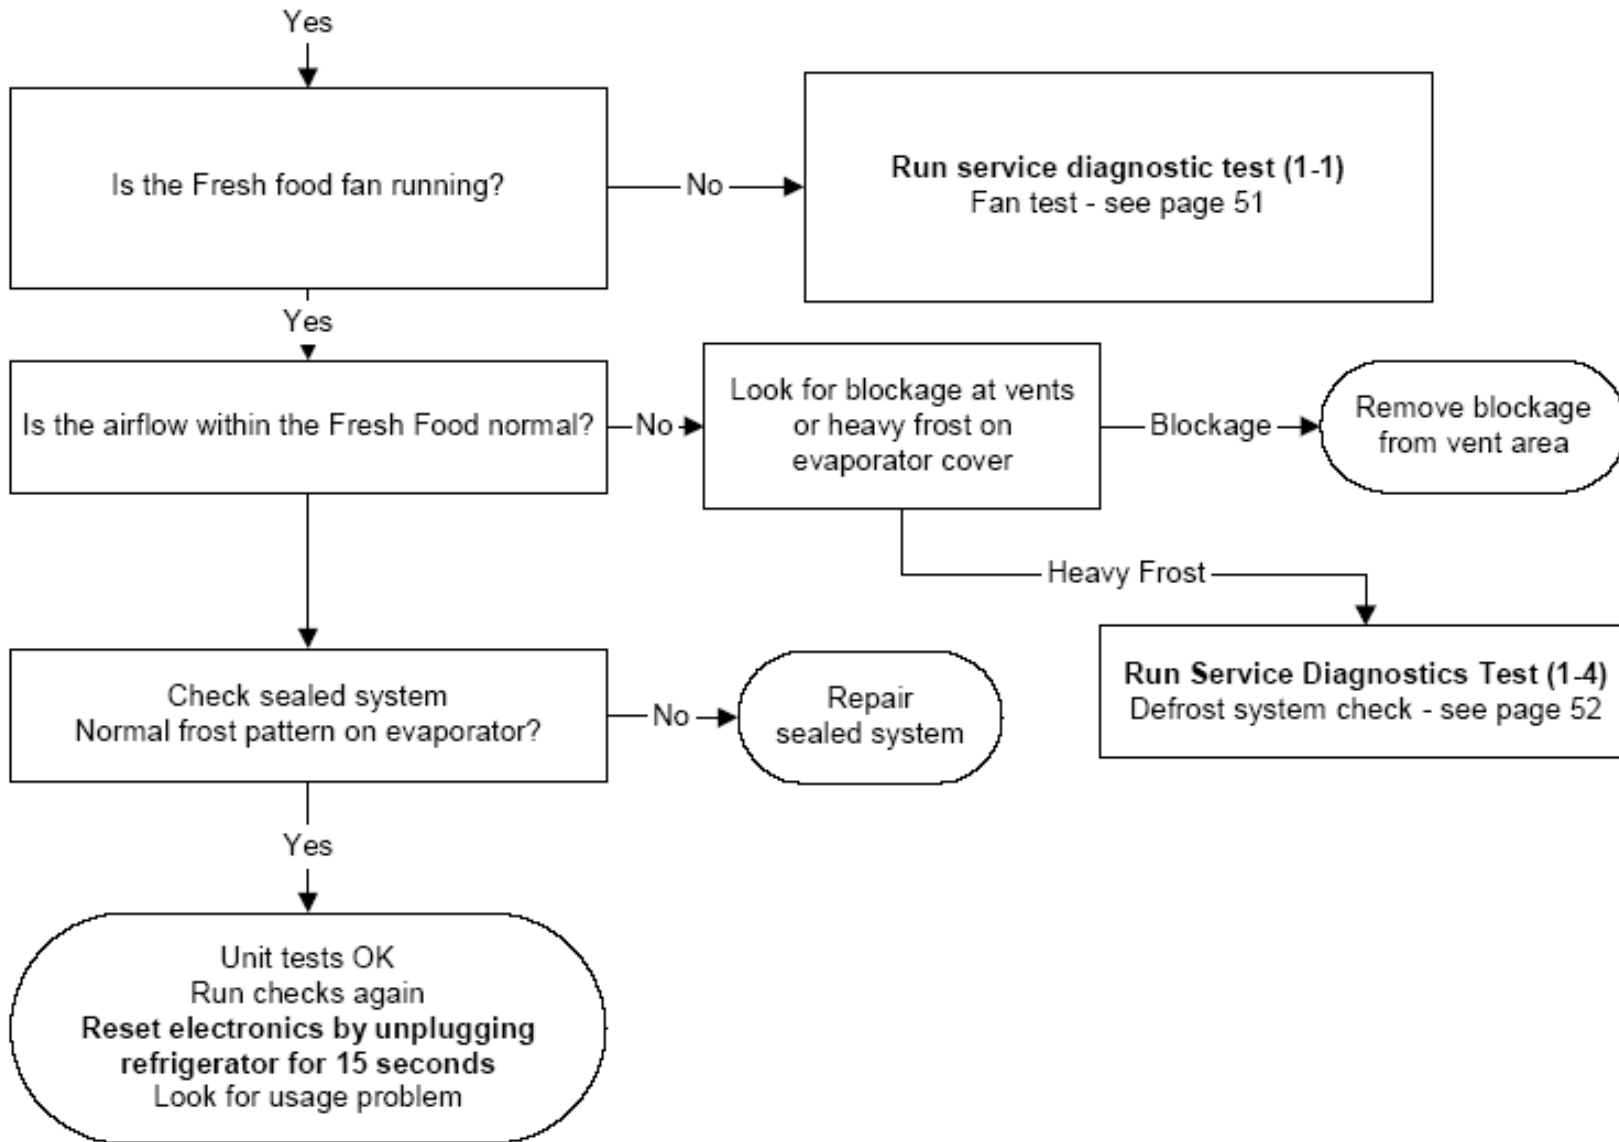 Yes
Is the Fresh food fan running?
No
Run service diagnostic test (1-1)
Fan test - see page 51
Yes
Is the airflow within the Fresh Food normal?
No
Look for blockage at vents
or heavy frost on
evaporator cover
Blockage
Remove blockage
from vent area
Heavy Frost
Run Service Diagnostics Test (1-4)
Defrost system check - see page 52
Check sealed system
Normal frost pattern on evaporator?
No
Repair
sealed system
Yes
Unit tests OK
Run checks again
Reset electronics by unplugging
refrigerator for 15 seconds
Look for usage problem